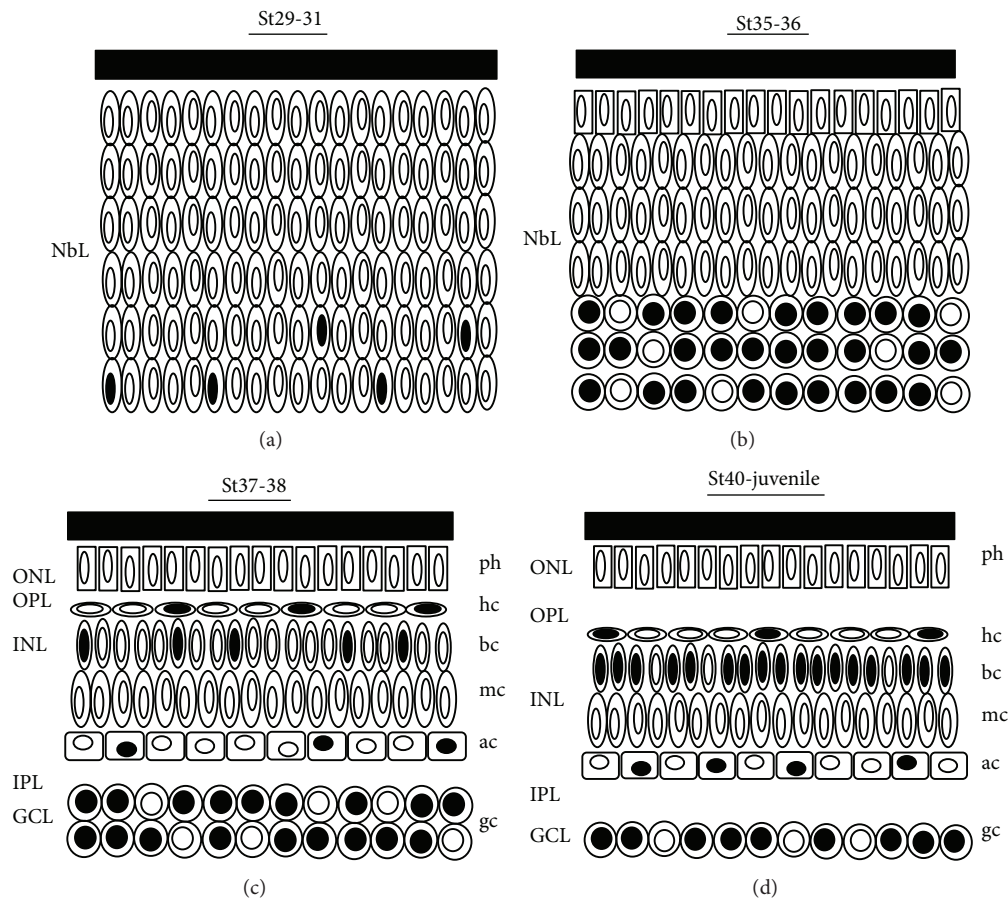 St29-31
NbL
(a)
St35-36
NbL
(b)
St37-38
ONL
ph
OPL
hc
INL
bc
mc
ac
IPL
GCL
gc
(c)
St40-juvenile
ONL
ph
OPL
hc
bc
INL
mc
ac
IPL
GCL
gc
(d)